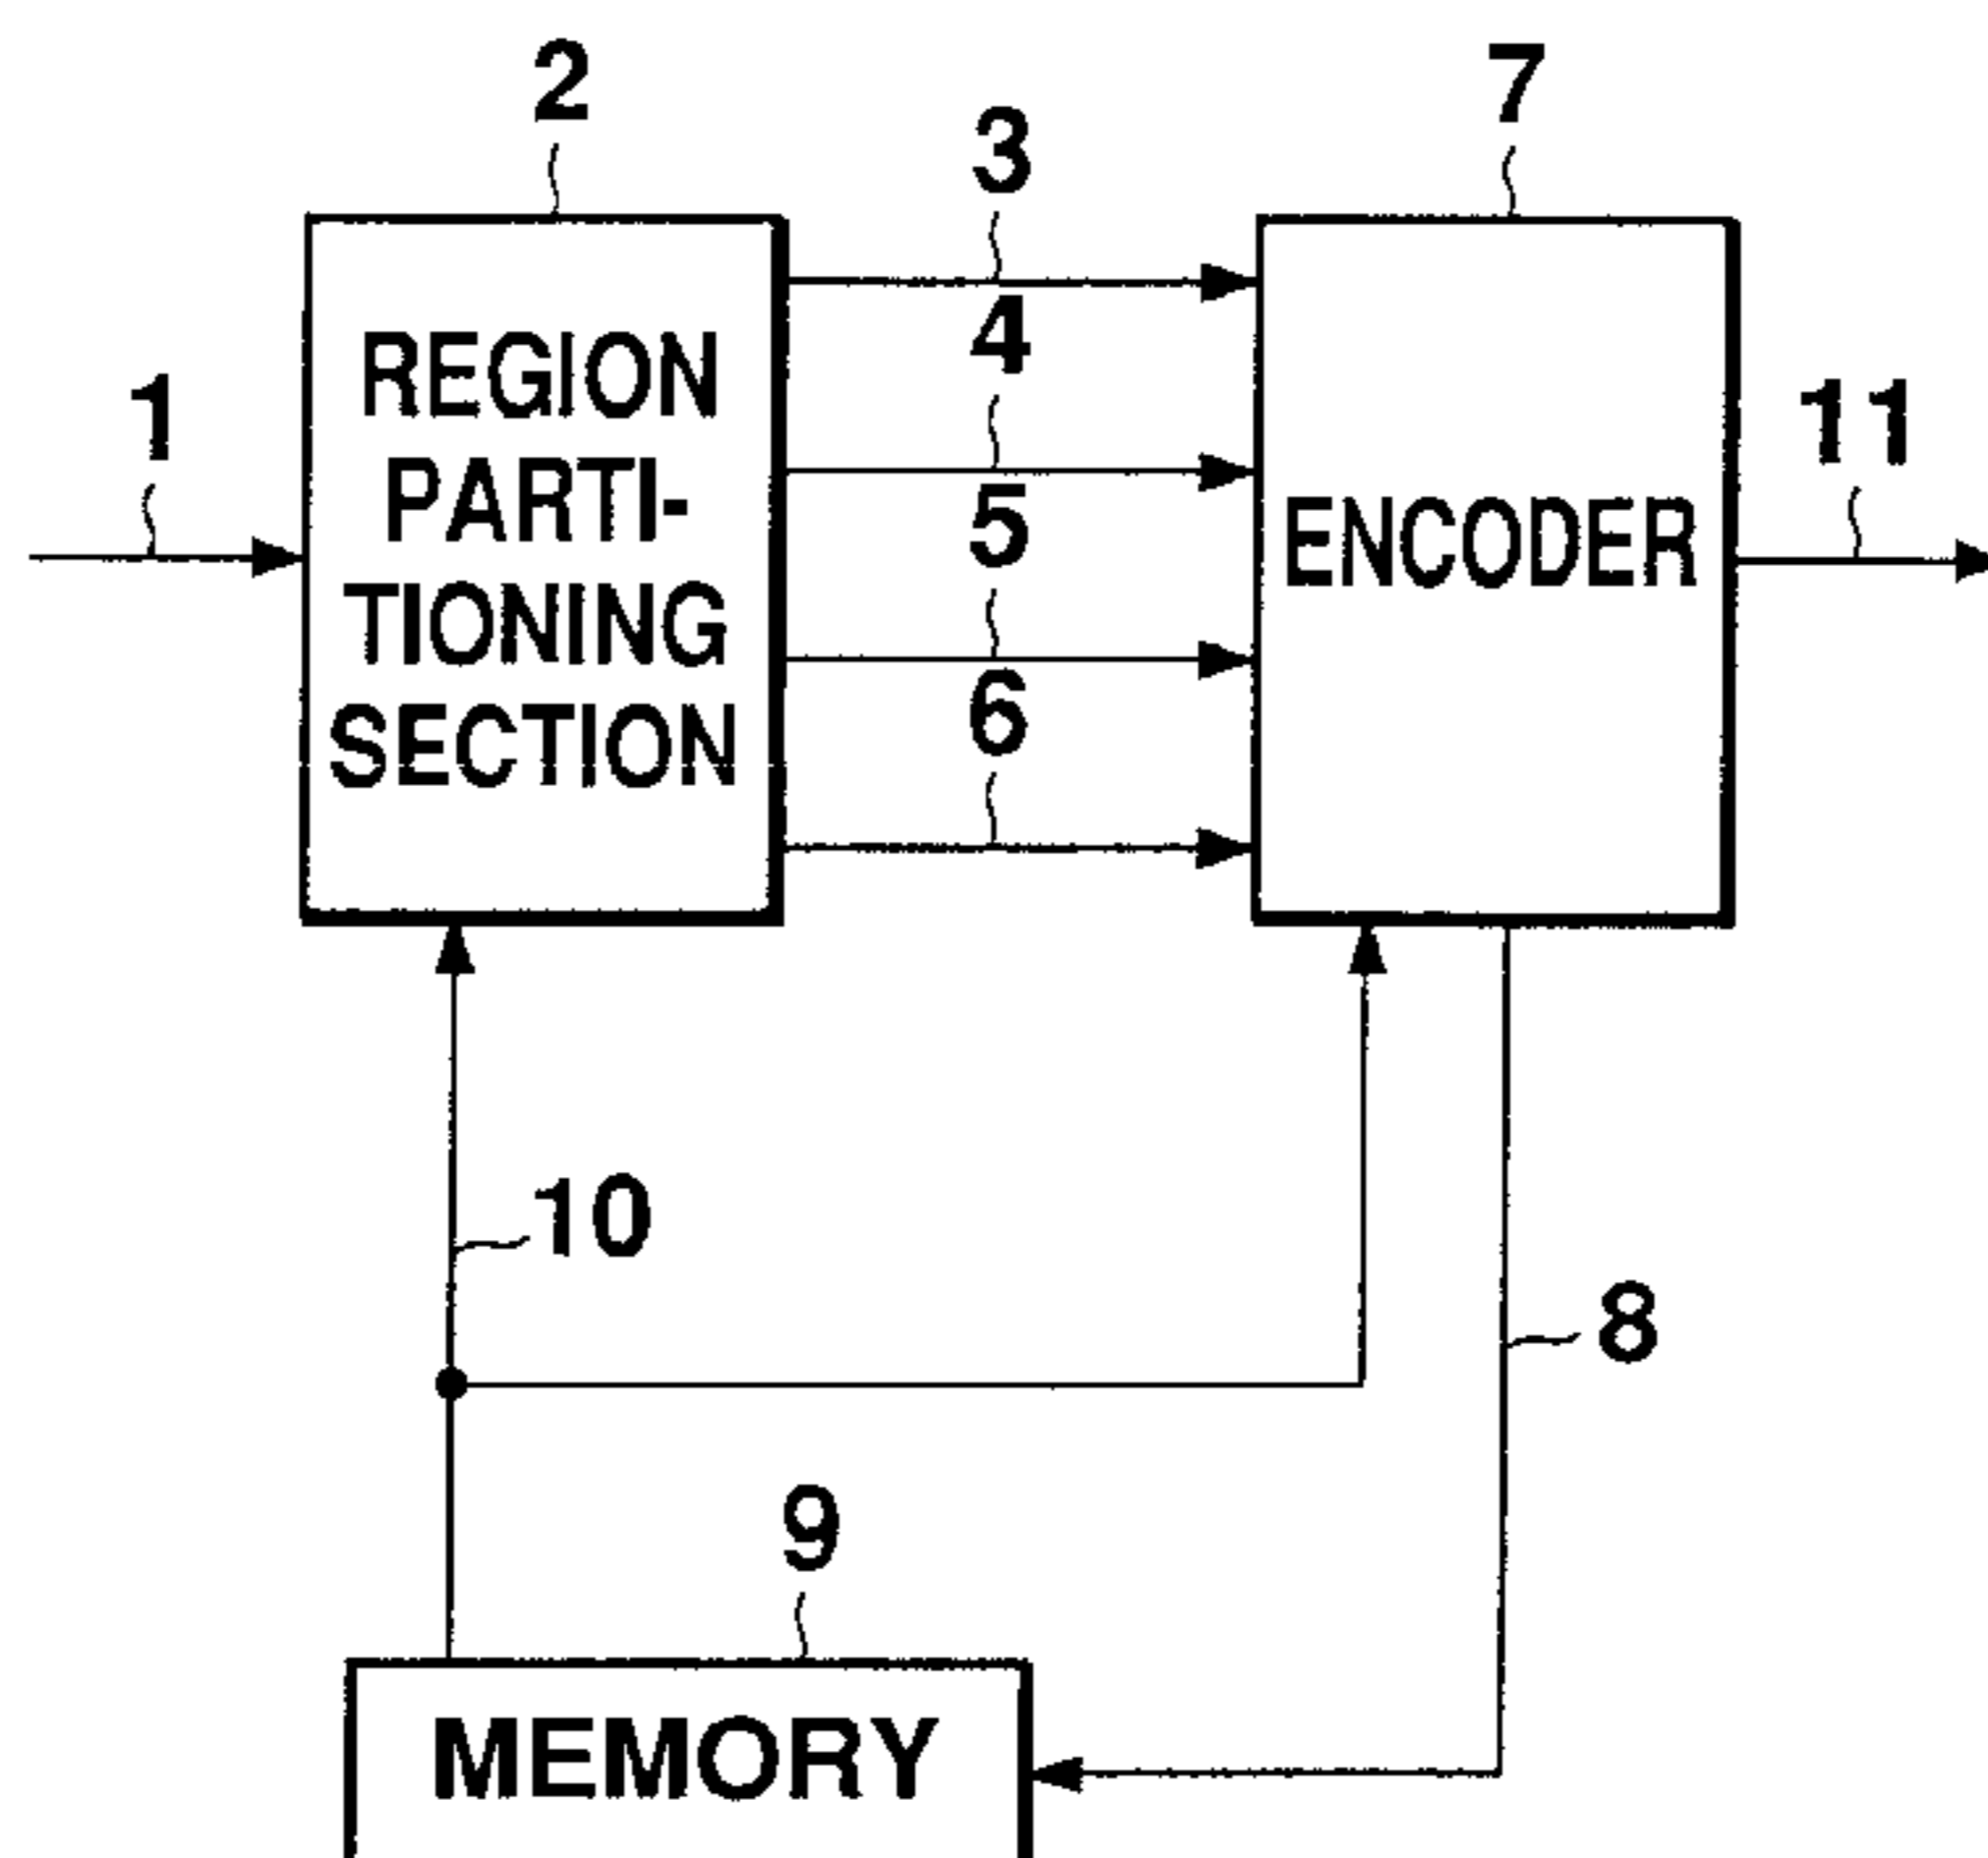 2
7
3
4
1
REGION
PARTI-
TIONING
SECTION
5
ENCODER
11
6
10
8
9
MEMORY